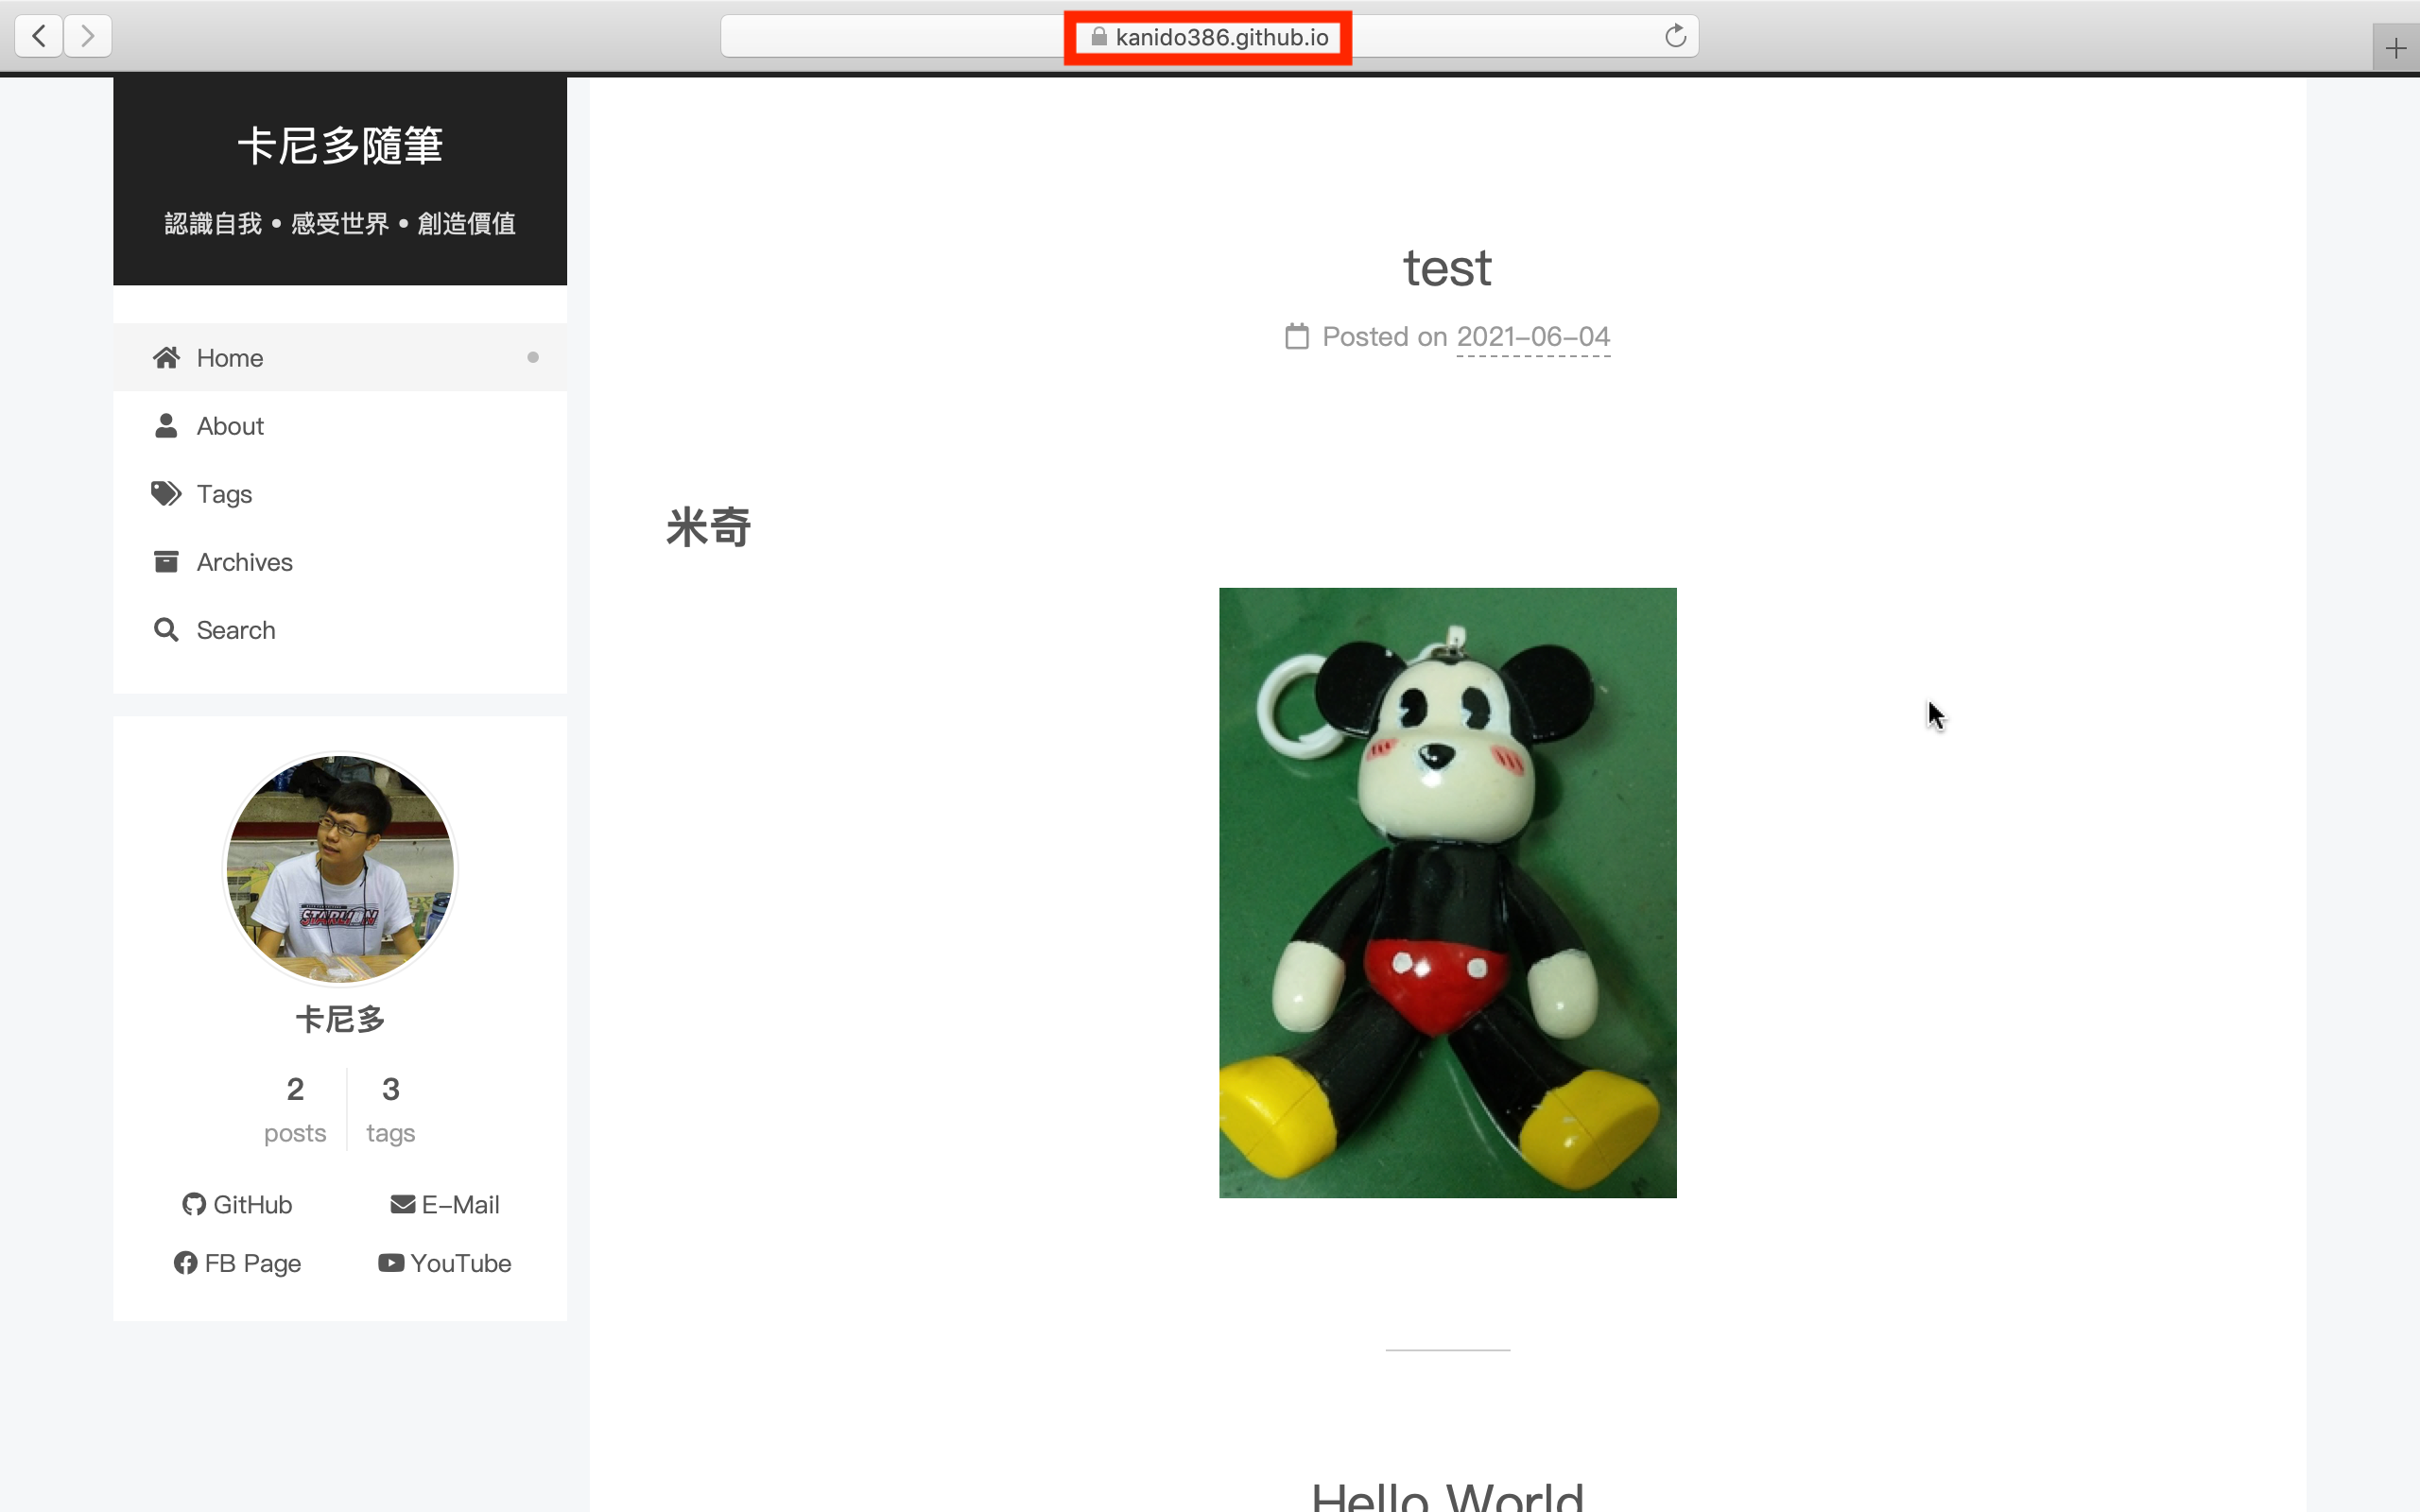 kanido386.github.io
卡尼多隨筆
認識自我 • 感受世界 • 創造價值
Home
About
Tags
Archives
Search
卡尼多
2 3
posts tags
GitHub E-Mail
FB Page YouTube
test
Posted on 2021-06-04
米奇
Hello World